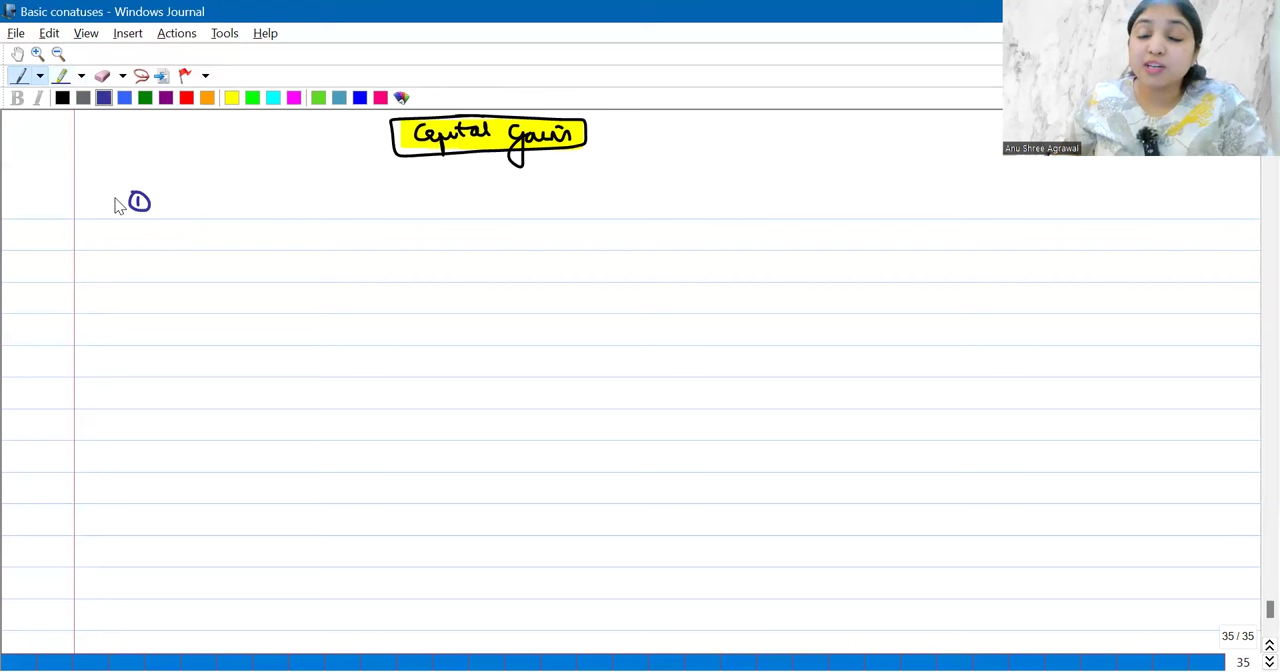 Basic conatuses - Windows Journal
File Edit View Insert Actions Tools Help
B I
Capital Gain
Anu Shree Agrawal
①
35 / 35
35